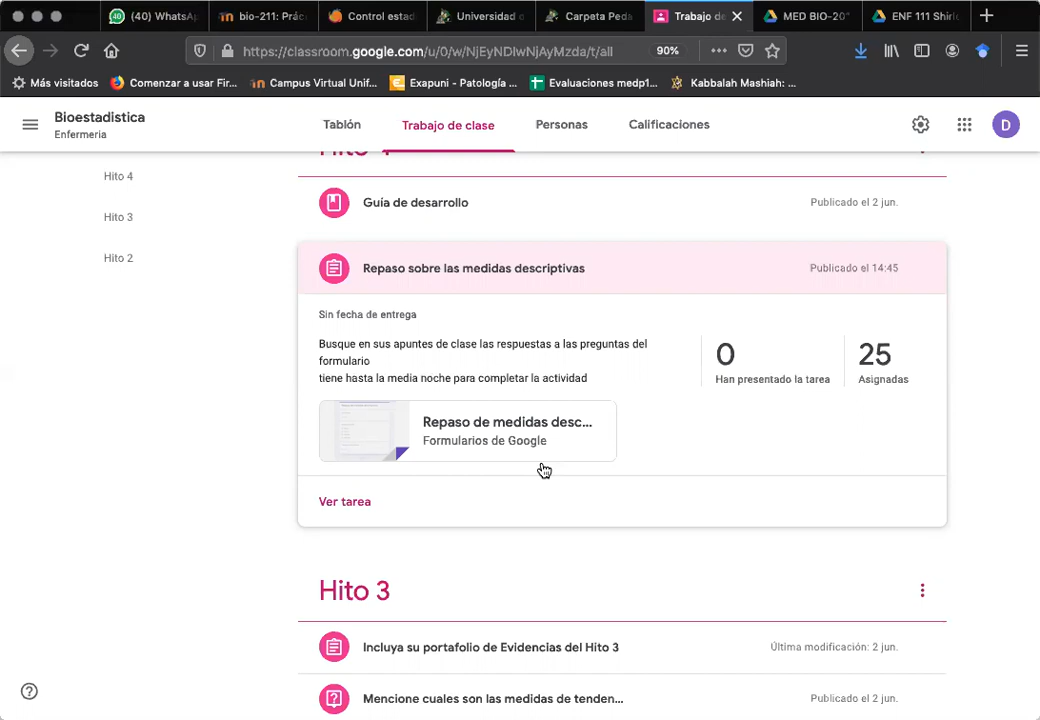 (40) WhatsA
bio-211: Prác
Control esta
Universidad
Carpeta Peda
Trabajo de
MED BIO-20
ENF 111 Shirl
https://classroom.google.com/u/0/w/NjEyNDIwNjAyMzda/t/all
90%
Más visitados
Comenzar a usar Fir...
Campus Virtual Unif...
Exapuni - Patología ...
Evaluaciones medp1...
Kabbalah Mashiah: ...
Bioestadistica
Enfermeria
Tablón
Trabajo de clase
Personas
Calificaciones
D
Hito 4
Hito 3
Hito 2
Hito 4
Guía de desarrollo
Publicado el 2 jun.
Repaso sobre las medidas descriptivas
Publicado el 14:45
Sin fecha de entrega
Busque en sus apuntes de clase las respuestas a las preguntas del
formulario
tiene hasta la media noche para completar la actividad
0
Han presentado la tarea
25
Asignadas
Repaso de medidas desc...
Formularios de Google
Ver tarea
Hito 3
Incluya su portafolio de Evidencias del Hito 3
Última modificación: 2 jun.
Mencione cuales son las medidas de tenden...
Publicado el 2 jun.